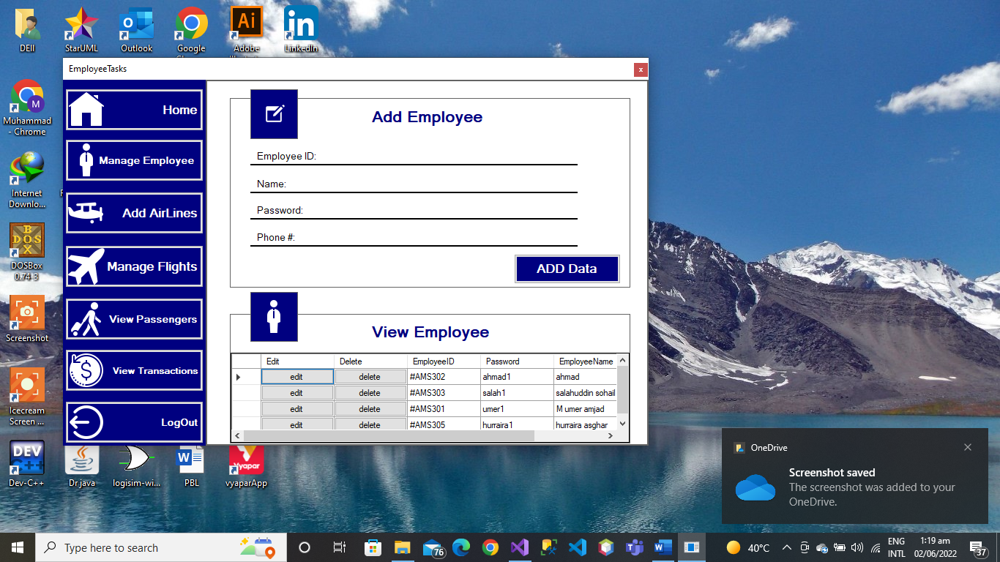 DEll
StarUML
Outlook
Google
Adobe
LinkedIn
Ai
in
Muhammad
- Chrome
M
Internet
Downlo...
DOSBox
0.74-3
Screenshot
Icecream
Screen ...
DEV
C++
Dev-C++
Dr.java
logisim-wi...
W
PBL
Vyapar
vyaparApp
EmployeeTasks
x
Home
Manage Employee
Add AirLines
Manage Flights
View Passengers
View Transactions
LogOut
Add Employee
Employee ID:
Name:
Password:
Phone #:
ADD Data
View Employee
Edit Delete EmployeeID Password EmployeeName
edit delete #AMS302 ahmad1 ahmad
edit delete #AMS303 salah1 salahuddin sohail
edit delete #AMS301 umer1 M umer amjad
edit delete #AMS305 hurraira1 hurraira asghar
OneDrive
Screenshot saved
The screenshot was added to your
OneDrive.
Type here to search
76
40°C
ENG
INTL
1:19 am
02/06/2022
37